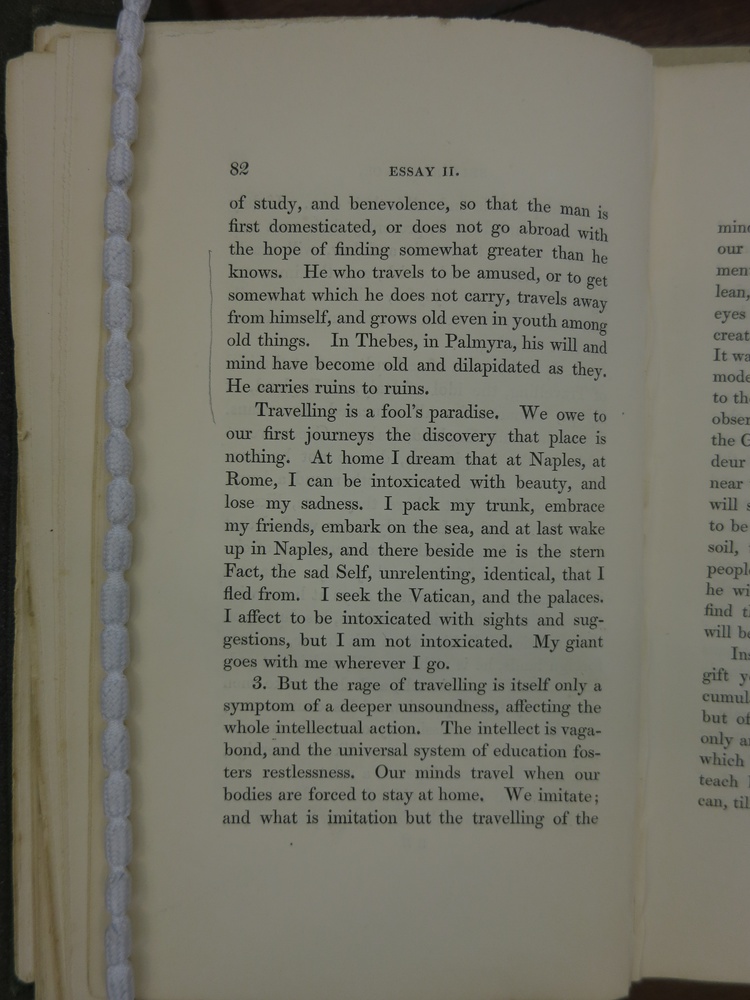 82 ESSAY II.
of study, and benevolence, so that the man is
first domesticated, or does not go abroad with
the hope of finding somewhat greater than he
knows. He who travels to be amused, or to get
somewhat which he does not carry, travels away
from himself, and grows old even in youth among
old things. In Thebes, in Palmyra, his will and
mind have become old and dilapidated as they.
He carries ruins to ruins.
Travelling is a fool's paradise. We owe to
our first journeys the discovery that place is
nothing. At home I dream that at Naples, at
Rome, I can be intoxicated with beauty, and
lose my sadness. I pack my trunk, embrace
my friends, embark on the sea, and at last wake
up in Naples, and there beside me is the stern
Fact, the sad Self, unrelenting, identical, that I
fled from. I seek the Vatican, and the palaces.
I affect to be intoxicated with sights and sug-
gestions, but I am not intoxicated. My giant
goes with me wherever I go.
3. But the rage of travelling is itself only a
symptom of a deeper unsoundness, affecting the
whole intellectual action. The intellect is vaga-
bond, and the universal system of education fos-
ters restlessness. Our minds travel when our
bodies are forced to stay at home. We imitate;
and what is imitation but the travelling of the
our
lean,
eyes
It wa
to th
the G
deur
near
will s
to be
soil,
he wi
find t
will b
gift y
but of
only a
which
teach
can, til